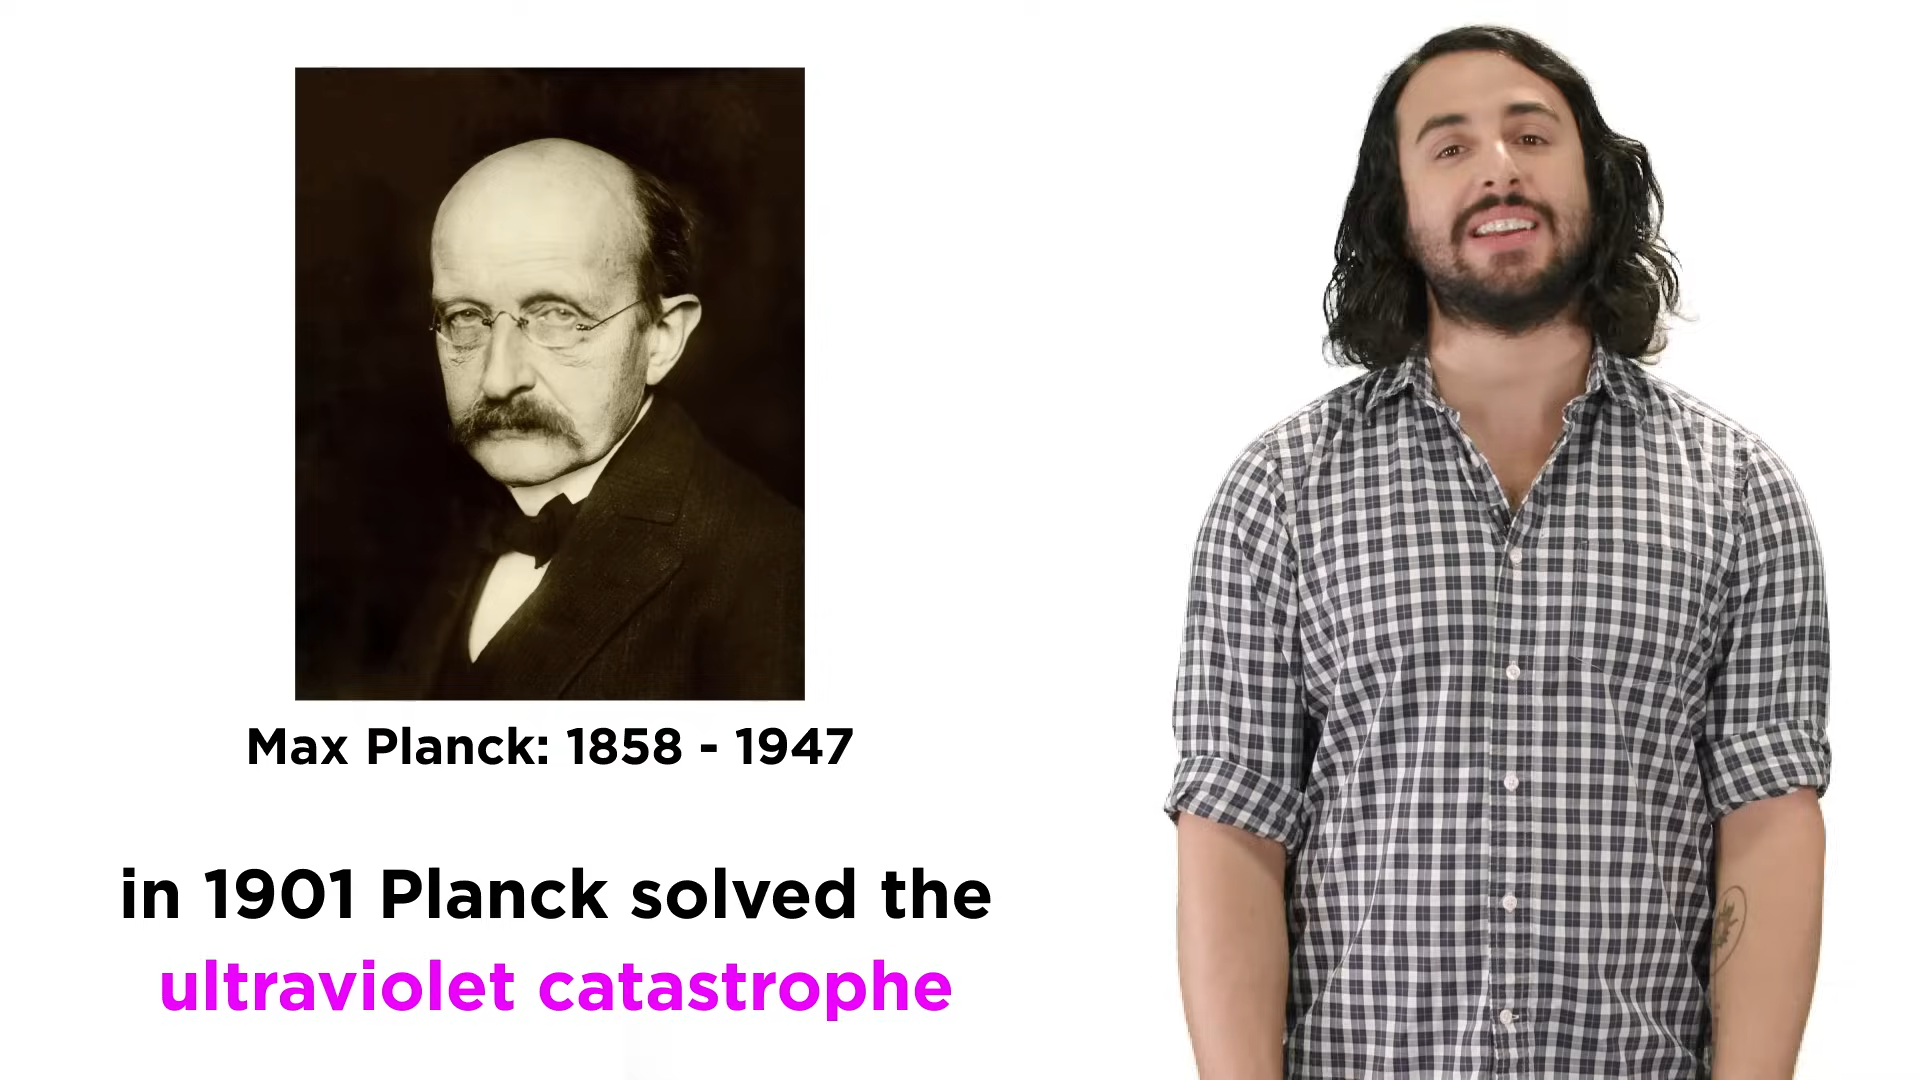 Max Planck: 1858 - 1947
in 1901 Planck solved the
ultraviolet catastrophe